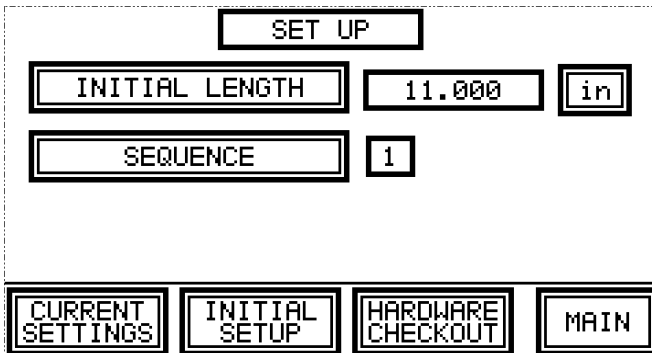 SET UP
INITIAL LENGTH 11.000 in
SEQUENCE 1
CURRENT SETTINGS
INITIAL SETUP
HARDWARE CHECKOUT
MAIN